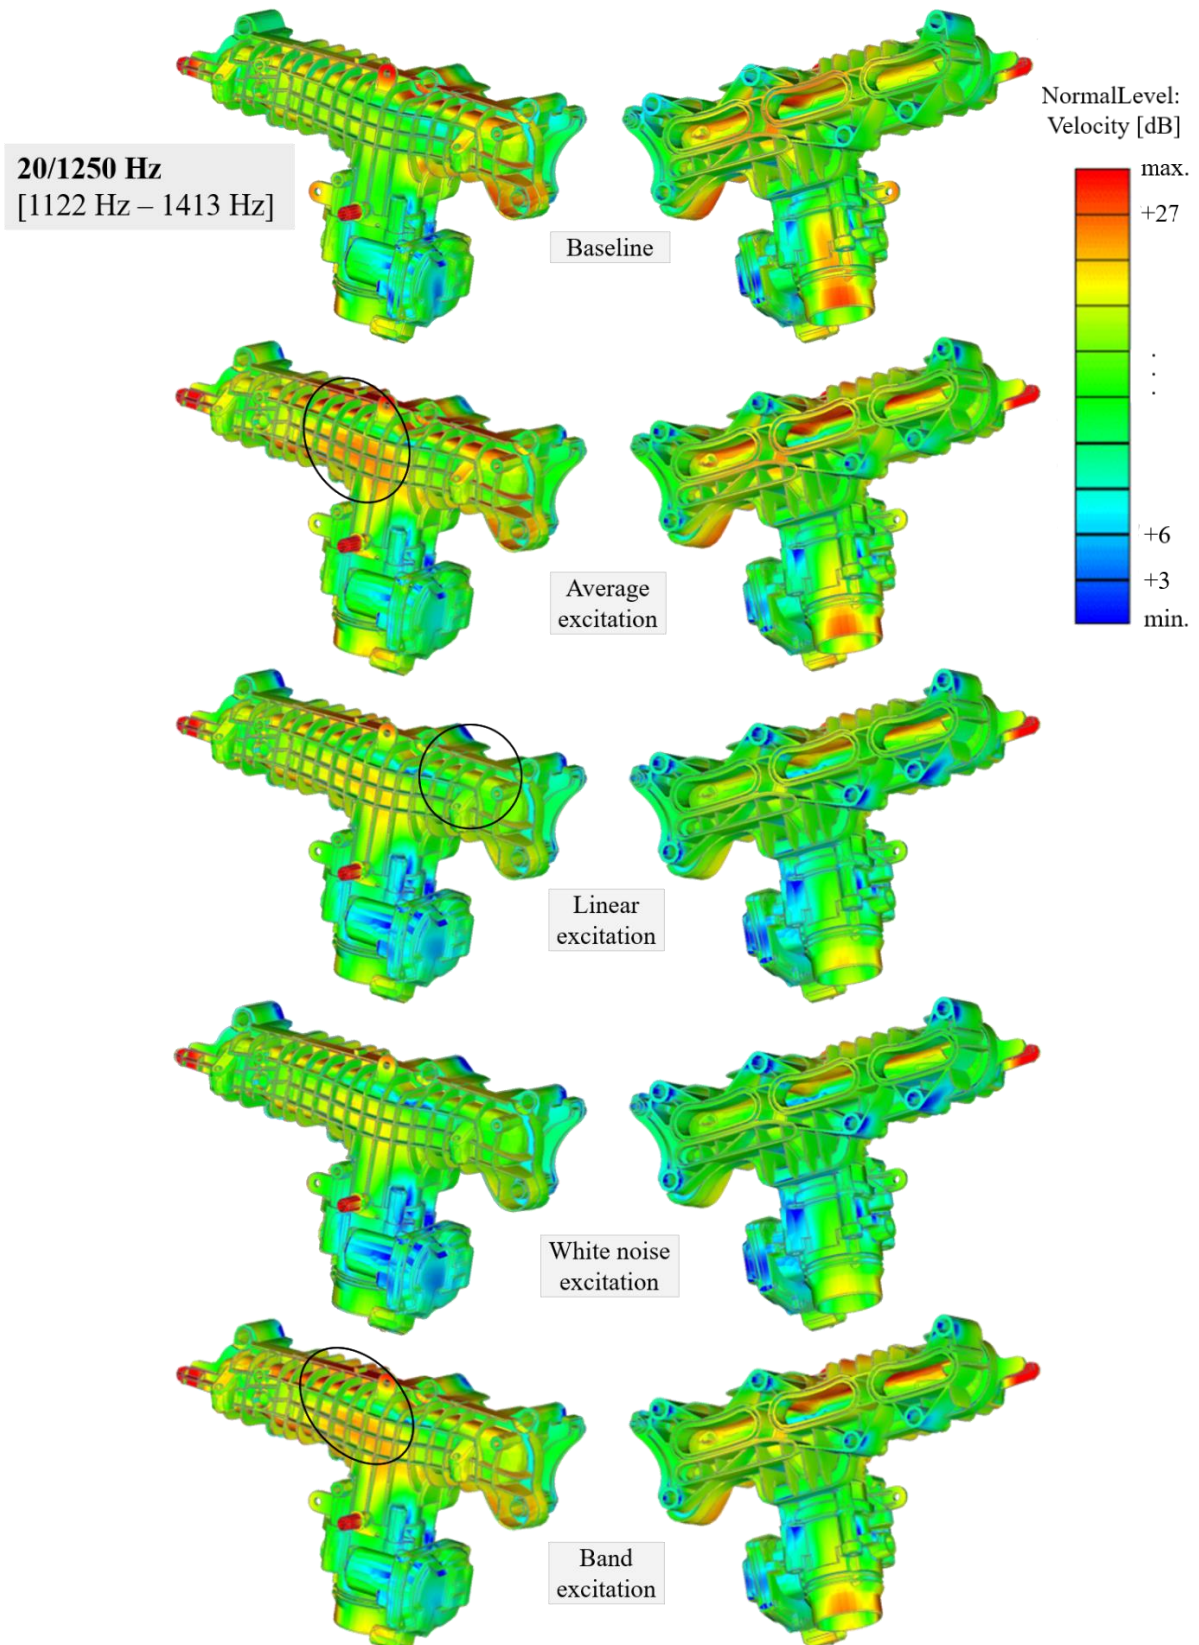 NormalLevel:
Velocity [dB]
20/1250 Hz
[1122 Hz – 1413 Hz]
max.
+27
Baseline
+6
+3
min.
Average
excitation
Linear
excitation
White noise
excitation
Band
excitation